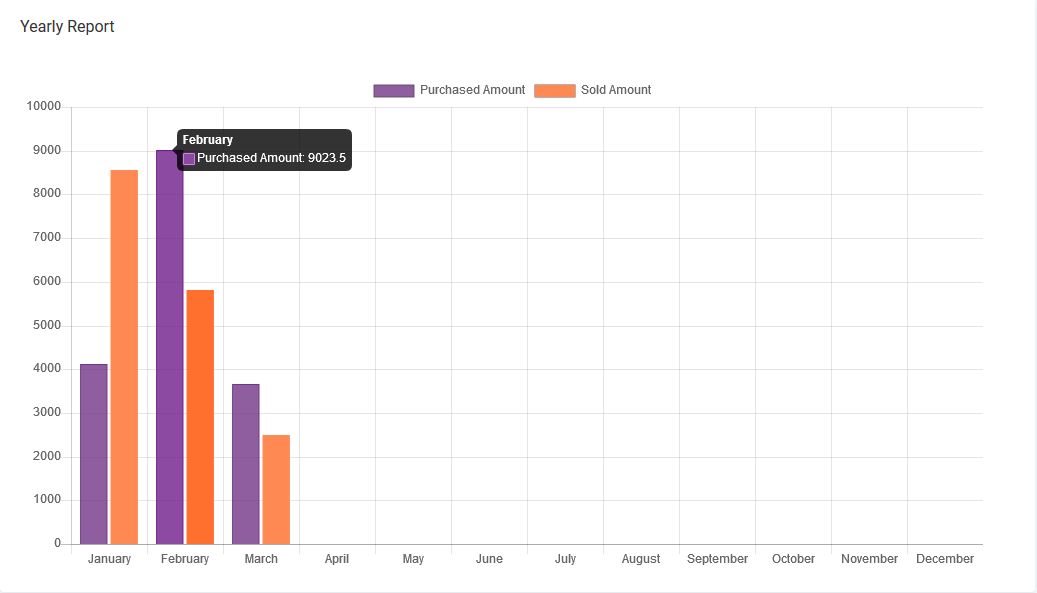 Yearly Report
Purchased Amount Sold Amount
10000
9000
8000
7000
6000
5000
4000
3000
2000
1000
0
February
Purchased Amount: 9023.5
January February March April May June July August September October November December